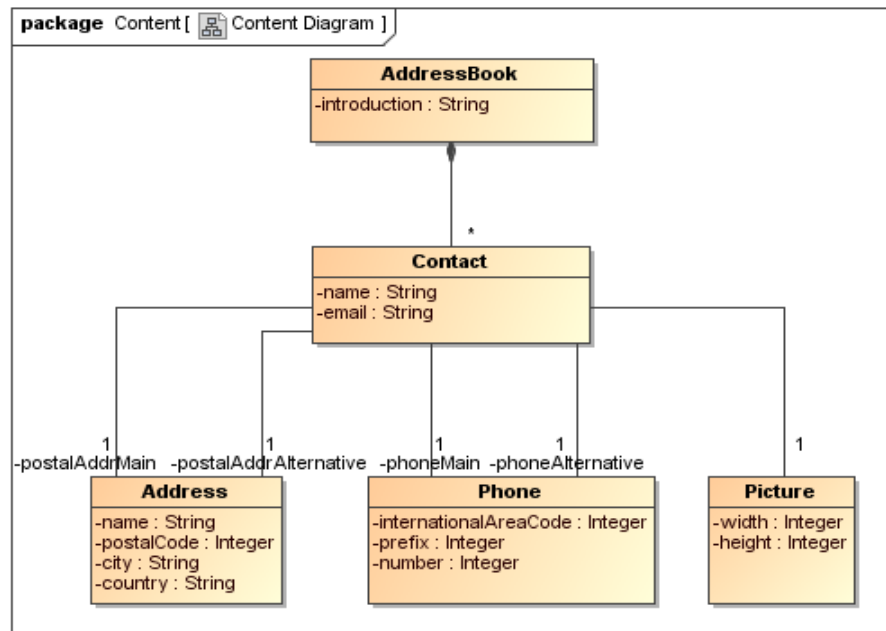 package Content [ Content Diagram ]
AddressBook
-introduction : String
*
Contact
-name : String
-email : String
1 1 1 1 1
-postalAddrMain -postalAddrAlternative -phoneMain -phoneAlternative
Address
-name : String
-postalCode : Integer
-city : String
-country : String
Phone
-internationalAreaCode : Integer
-prefix : Integer
-number : Integer
Picture
-width : Integer
-height : Integer